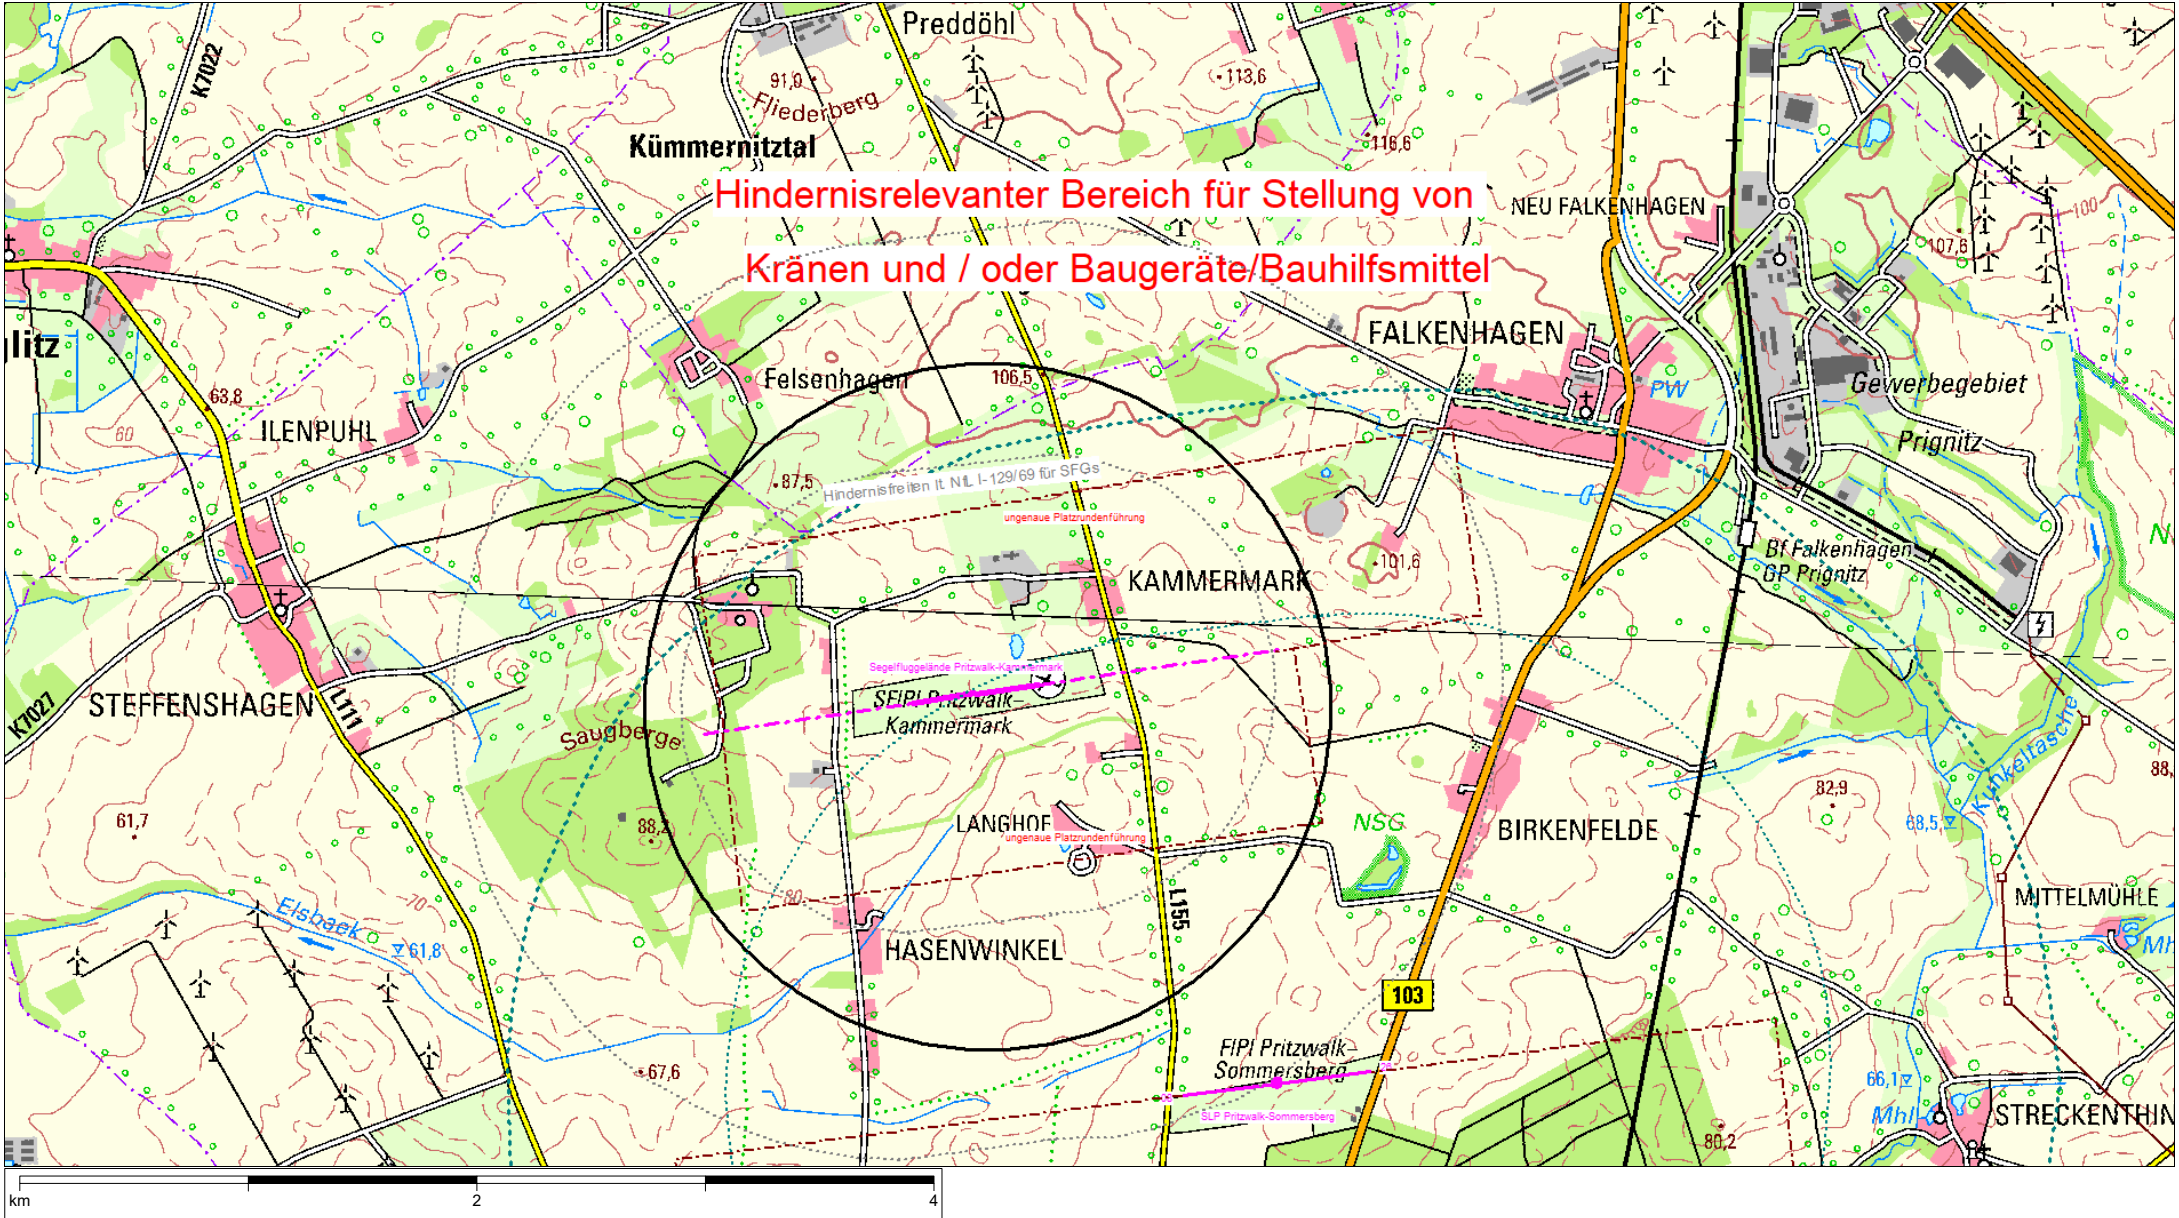 Preddöhl
K7022
91,0
Fliederberg
113,6
116,6
Kümmernitztal
Hindernisrelevanter Bereich für Stellung von
Kränen und / oder Baugeräte/Bauhilfsmittel
NEU FALKENHAGEN
100
107,6
FALKENHAGEN
Felsenhagen
106,5
PW
Gewerbegebiet
Prignitz
63,8
60
ILENPUHL
87,5
Hindernisfreiten lt. NfL I-129/69 für SFGs
ungenaue Platzrundenführung
101,6
Bf Falkenhagen
GP Prignitz
KAMMERMARK
Segelfluggelände Pritzwalk-Kammermark
SFlPl Pritzwalk-
Kammermark
STEFFENSHAGEN
L111
K7027
Saugberge
Kunkeltasche
88,
82,9
61,7
88,2
LANGHOF
ungenaue Platzrundenführung
NSG
BIRKENFELDE
68,5
80
70
MITTELMÜHLE
Elsbaek
61,8
L155
HASENWINKEL
103
FlPl Pritzwalk-
Sommersberg
67,6
SLP Pritzwalk-Sommersberg
66,1
Mhl
STRECKENTHIN
80,2
km
2
4